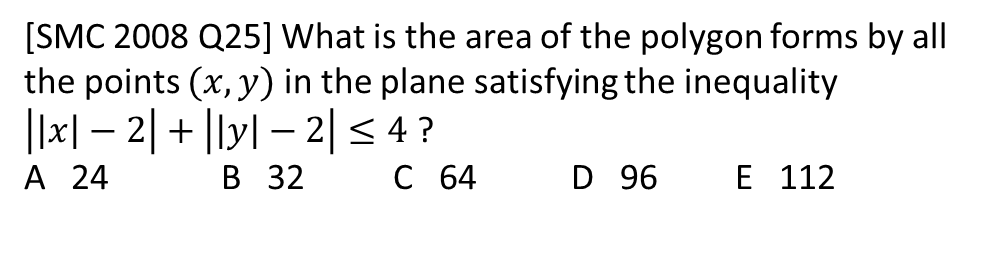 [SMC 2008 Q25] What is the area of the polygon forms by all
the points (x, y) in the plane satisfying the inequality
||x| − 2| + ||y| − 2| ≤ 4 ?
A 24 B 32 C 64 D 96 E 112